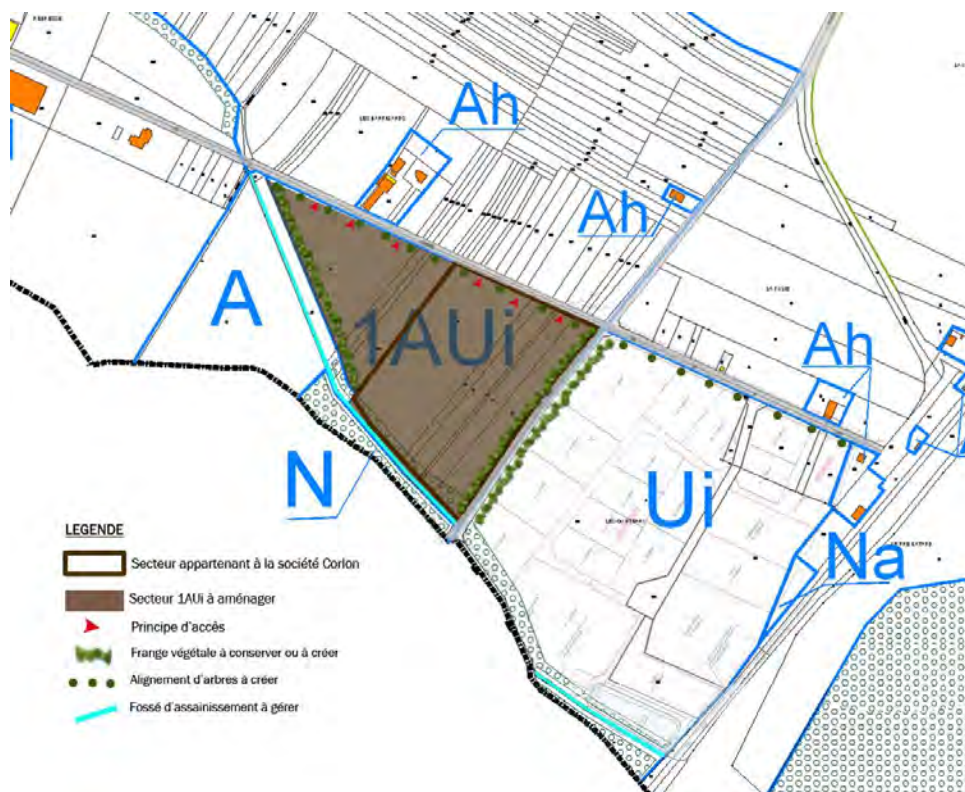 Ah
Ah
A
1AUi
Ah
N
Ui
Na
LEGENDE
Secteur appartenant à la société Corlon
Secteur 1AUi à aménager
Principe d'accès
Frange végétale à conserver ou à créer
Alignement d'arbres à créer
Fossé d'assainissement à gérer